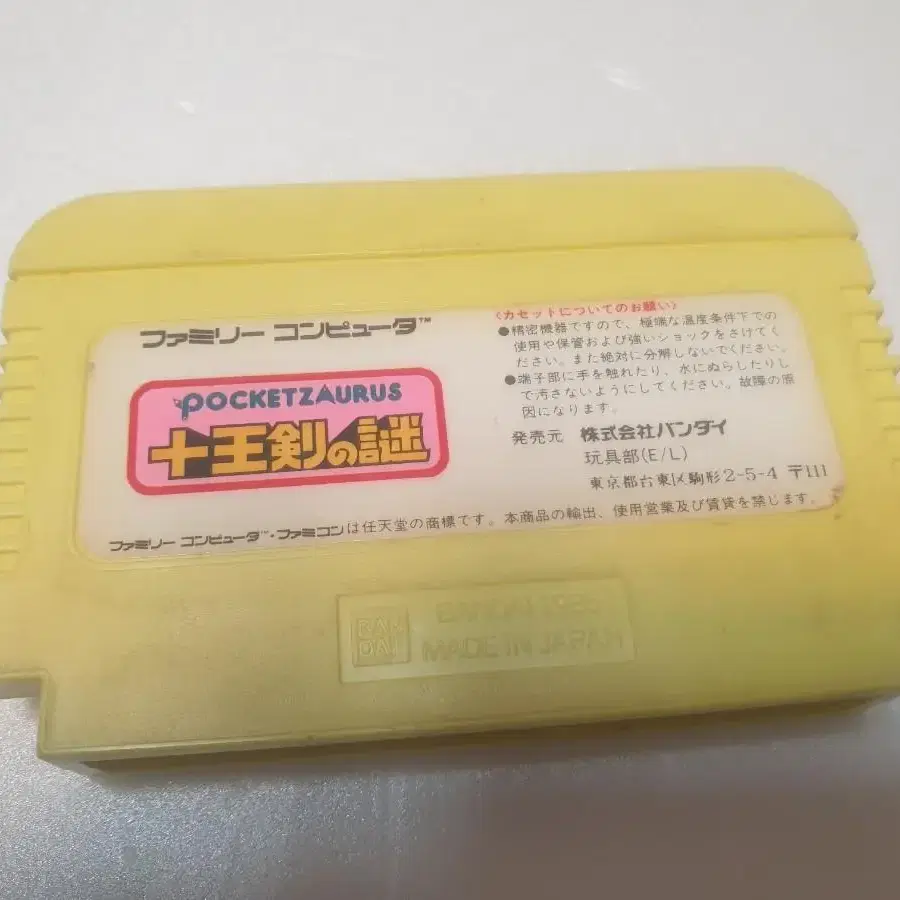 ファミリー コンピュータ™
POCKETZAURUS
十王剣の謎
〈カセットについてのお願い〉
●精密機器ですので、極端な温度条件下での
使用や保管および強いショックをさけてく
ださい。また絶対に分解しないでください。
●端子部に手を触れたり、水にぬらしたりし
て汚さないようにしてください。故障の原
因になります。
発売元 株式会社バンダイ
玩具部(E/L)
東京都台東区駒形2-5-4 〒111
ファミリー コンピュータ™・ファミコンは任天堂の商標です。本商品の輸出、使用営業及び賃貸を禁じます。
BAN
DAI
BANDAI
MADE IN JAPAN